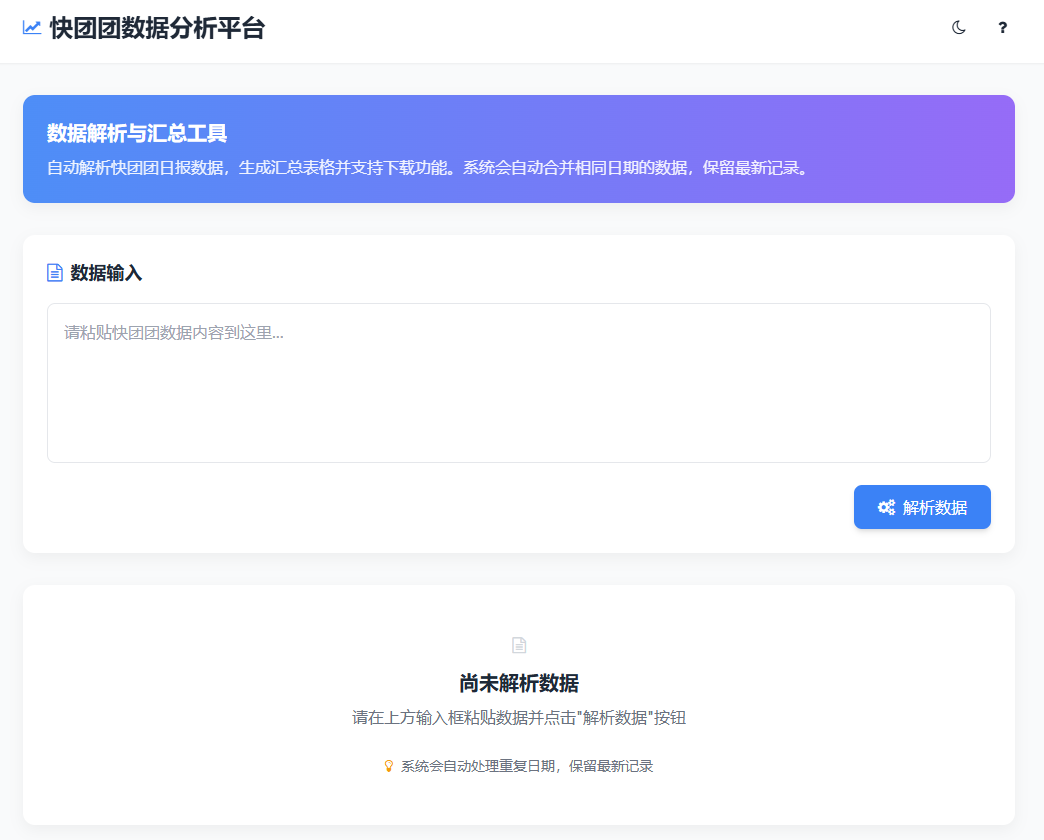 快团团数据分析平台
?
数据解析与汇总工具
自动解析快团团日报数据，生成汇总表格并支持下载功能。系统会自动合并相同日期的数据，保留最新记录。
数据输入
请粘贴快团团数据内容到这里...
解析数据
尚未解析数据
请在上方输入框粘贴数据并点击"解析数据"按钮
系统会自动处理重复日期，保留最新记录